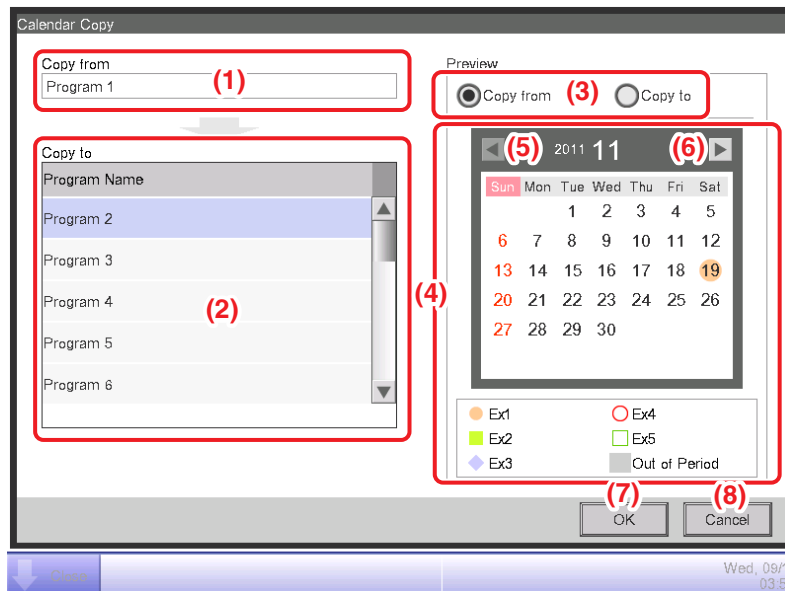 Calendar Copy
Copy from
Program 1
(1)
Copy to
Program Name
Program 2
Program 3
Program 4
Program 5
Program 6
(2)
Preview
Copy from (3) Copy to
(4)
(5) 2011 11 (6)
Sun Mon Tue Wed Thu Fri Sat
1 2 3 4 5
6 7 8 9 10 11 12
13 14 15 16 17 18 19
20 21 22 23 24 25 26
27 28 29 30
Ex1 Ex4
Ex2 Ex5
Ex3 Out of Period
(7) (8)
OK Cancel
Close
Wed, 09/1
03:5